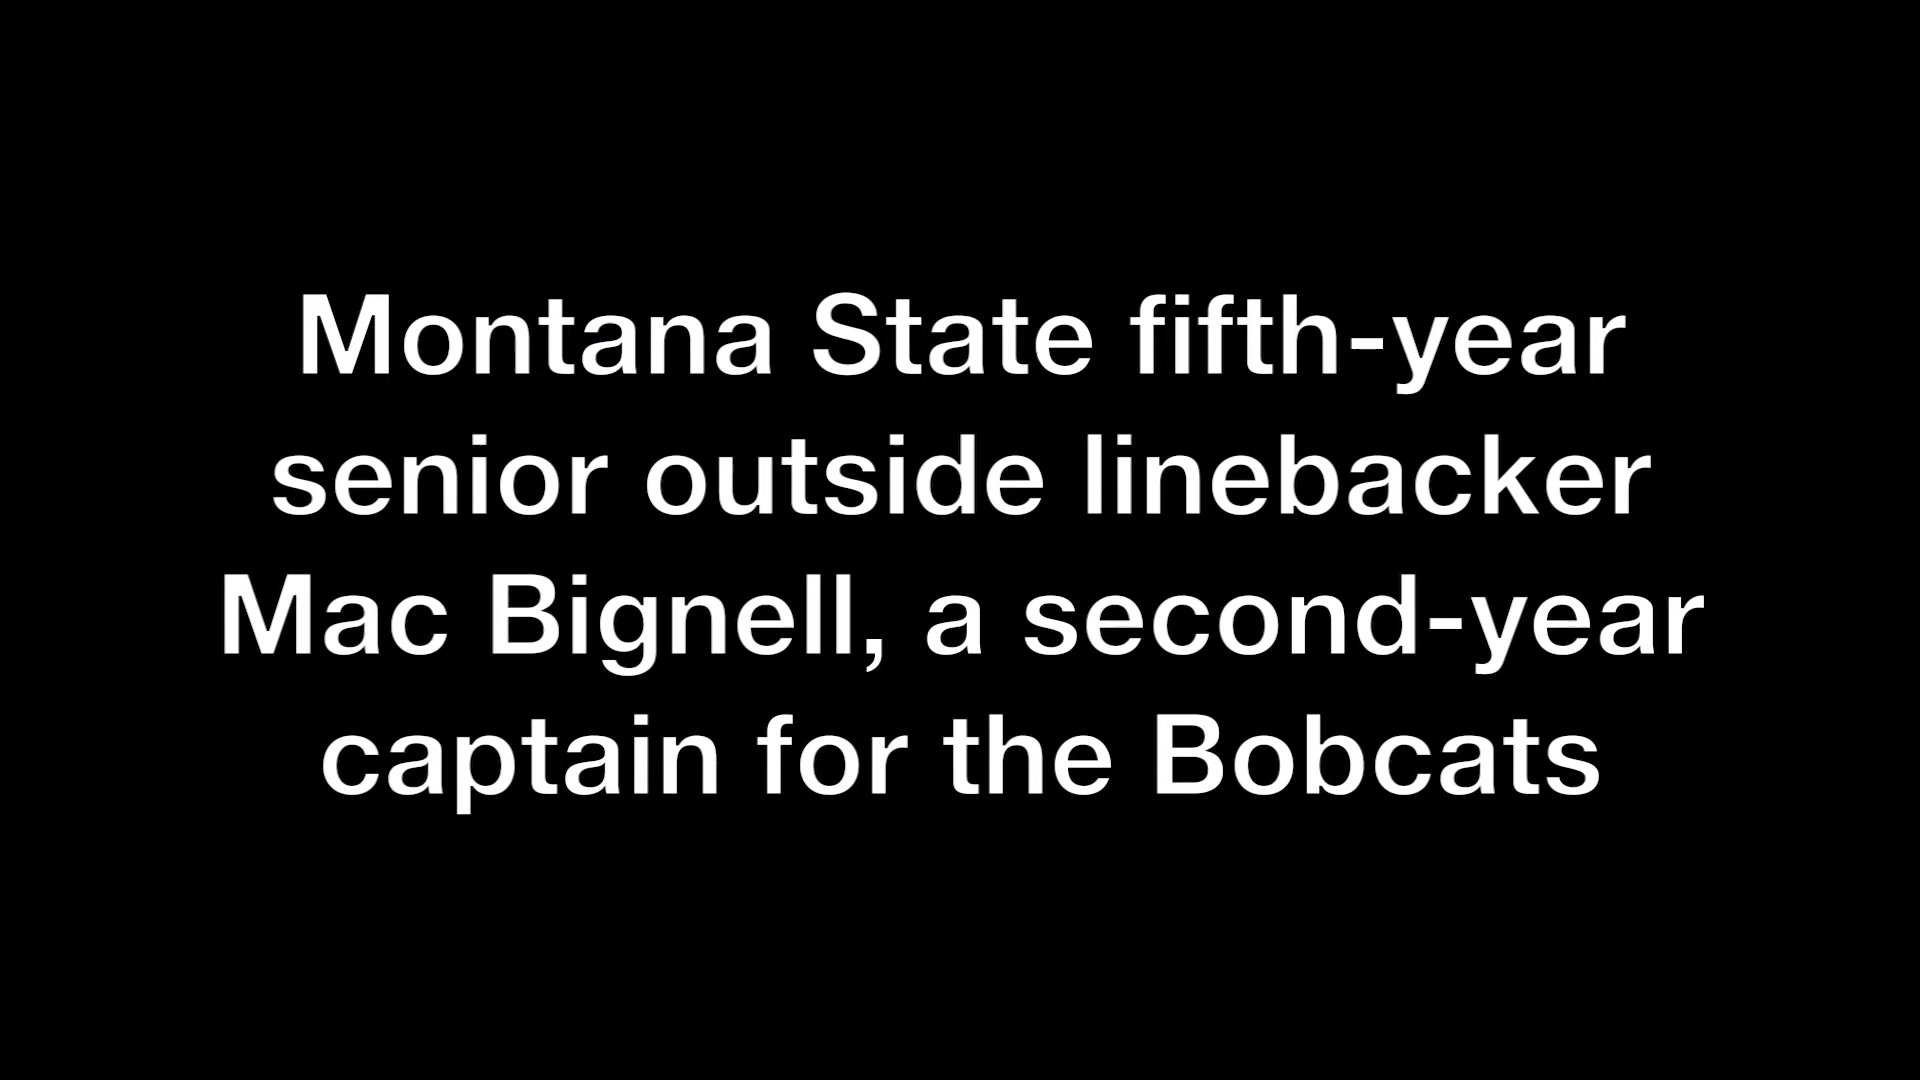 Montana State fifth-year
senior outside linebacker
Mac Bignell, a second-year
captain for the Bobcats